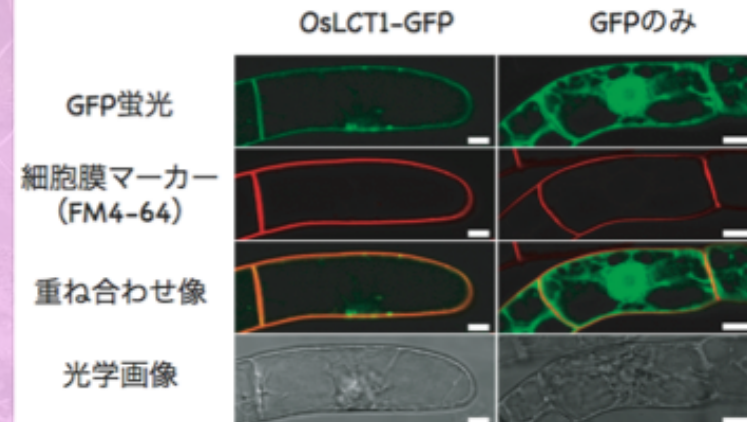 OsLCT1-GFP
GFPのみ
GFP蛍光
細胞膜マーカー
（FM4-64）
重ね合わせ像
光学画像